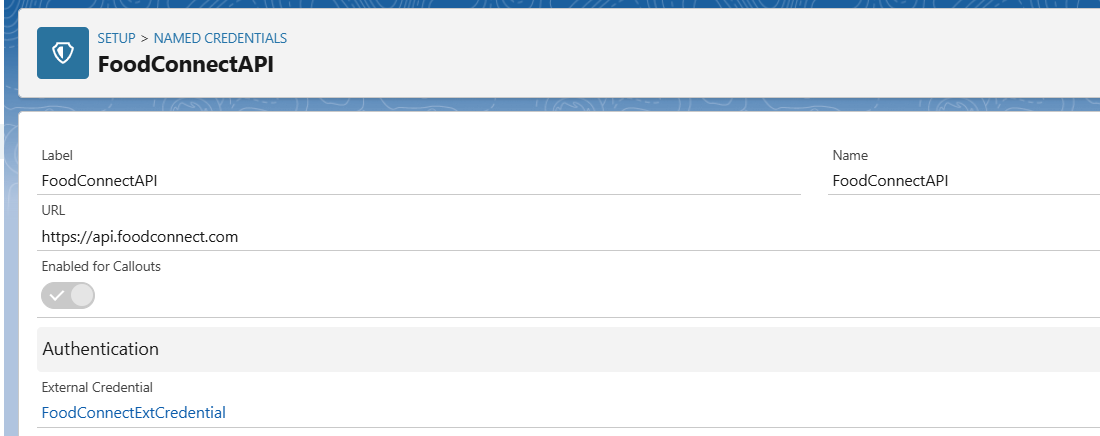 SETUP > NAMED CREDENTIALS
FoodConnectAPI
Label
FoodConnectAPI
Name
FoodConnectAPI
URL
https://api.foodconnect.com
Enabled for Callouts
Authentication
External Credential
FoodConnectExtCredential